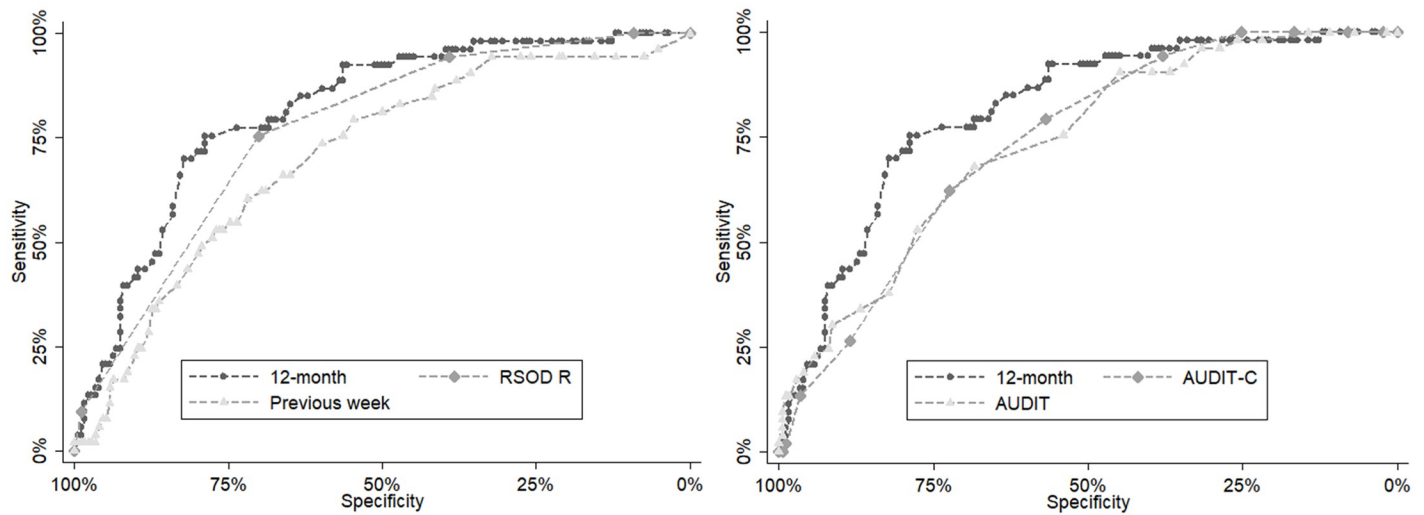 100%
75%
50%
25%
0%
Sensitivity
12-month
RSOD R
Previous week
100%
75%
50%
25%
0%
Specificity
100%
75%
50%
25%
0%
Sensitivity
12-month
AUDIT-C
AUDIT
100%
75%
50%
25%
0%
Specificity